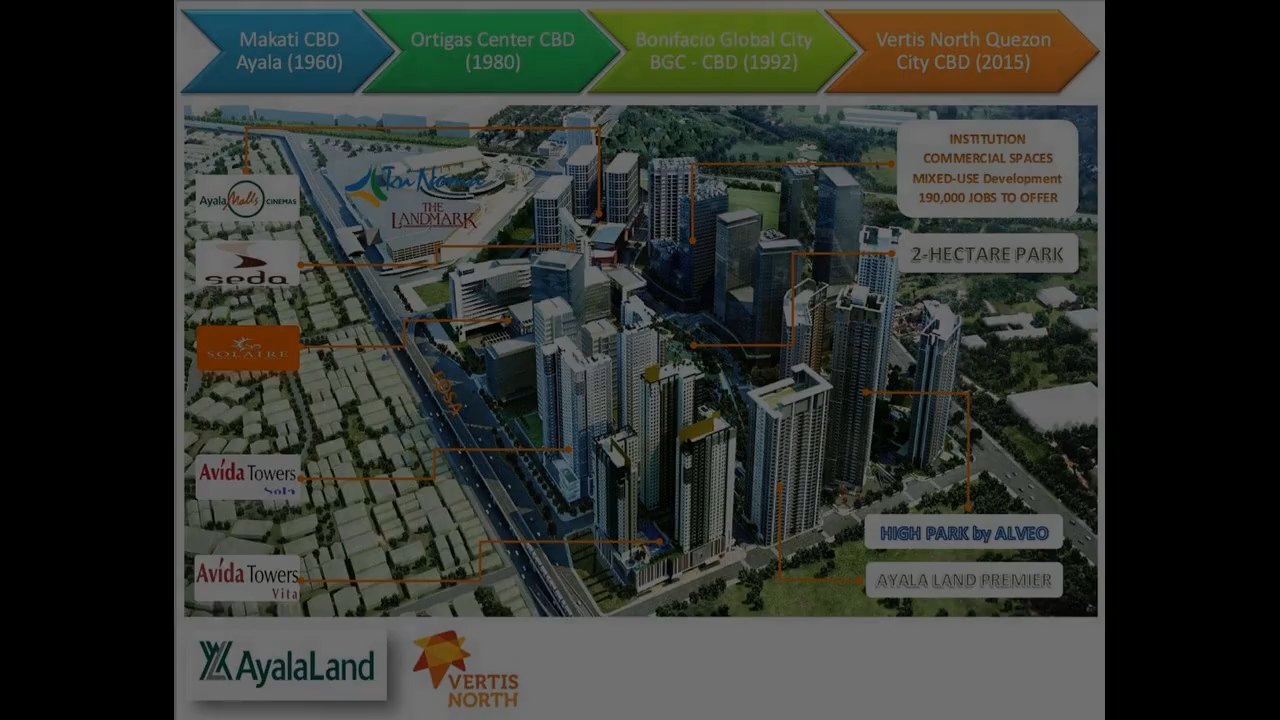 Makati CBD
Ayala (1960)
Ortigas Center CBD
(1980)
Bonifacio Global City
BGC - CBD (1992)
Vertis North Quezon
City CBD (2015)
INSTITUTION
COMMERCIAL SPACES
MIXED-USE Development
190,000 JOBS TO OFFER
Ayala Malls CINEMAS
TriNoma
THE
LANDMARK
2-HECTARE PARK
seda
SOLAIRE
EDSA
Avida Towers
Sola
HIGH PARK by ALVEO
Avida Towers
Vita
AYALA LAND PREMIER
AyalaLand
VERTIS
NORTH